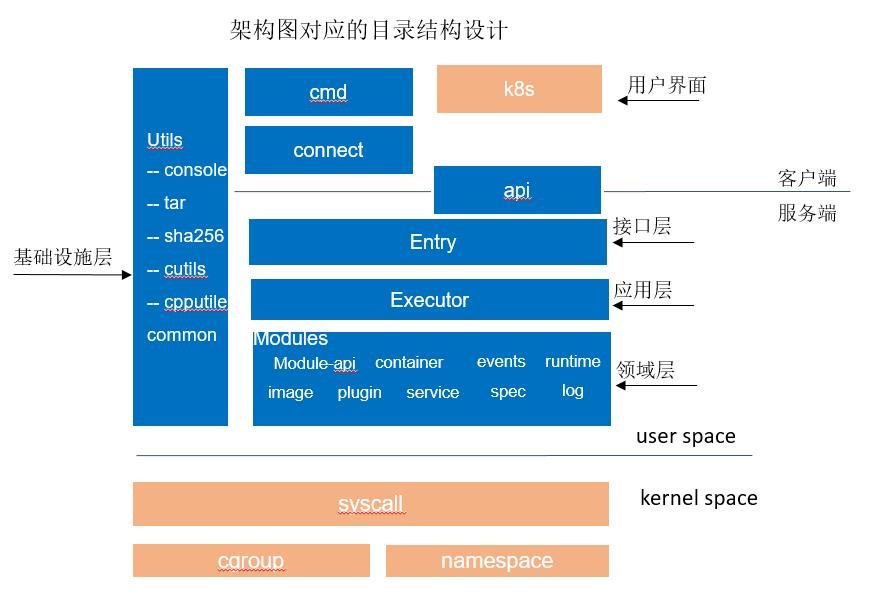 架构图对应的目录结构设计
cmd
k8s
用户界面
connect
Utils
-- console
-- tar
-- sha256
-- cutils
-- cpputile
common
api
客户端
服务端
Entry
接口层
基础设施层
Executor
应用层
Modules
Module-api container events runtime
image plugin service spec log
领域层
user space
kernel space
syscall
cgroup
namespace